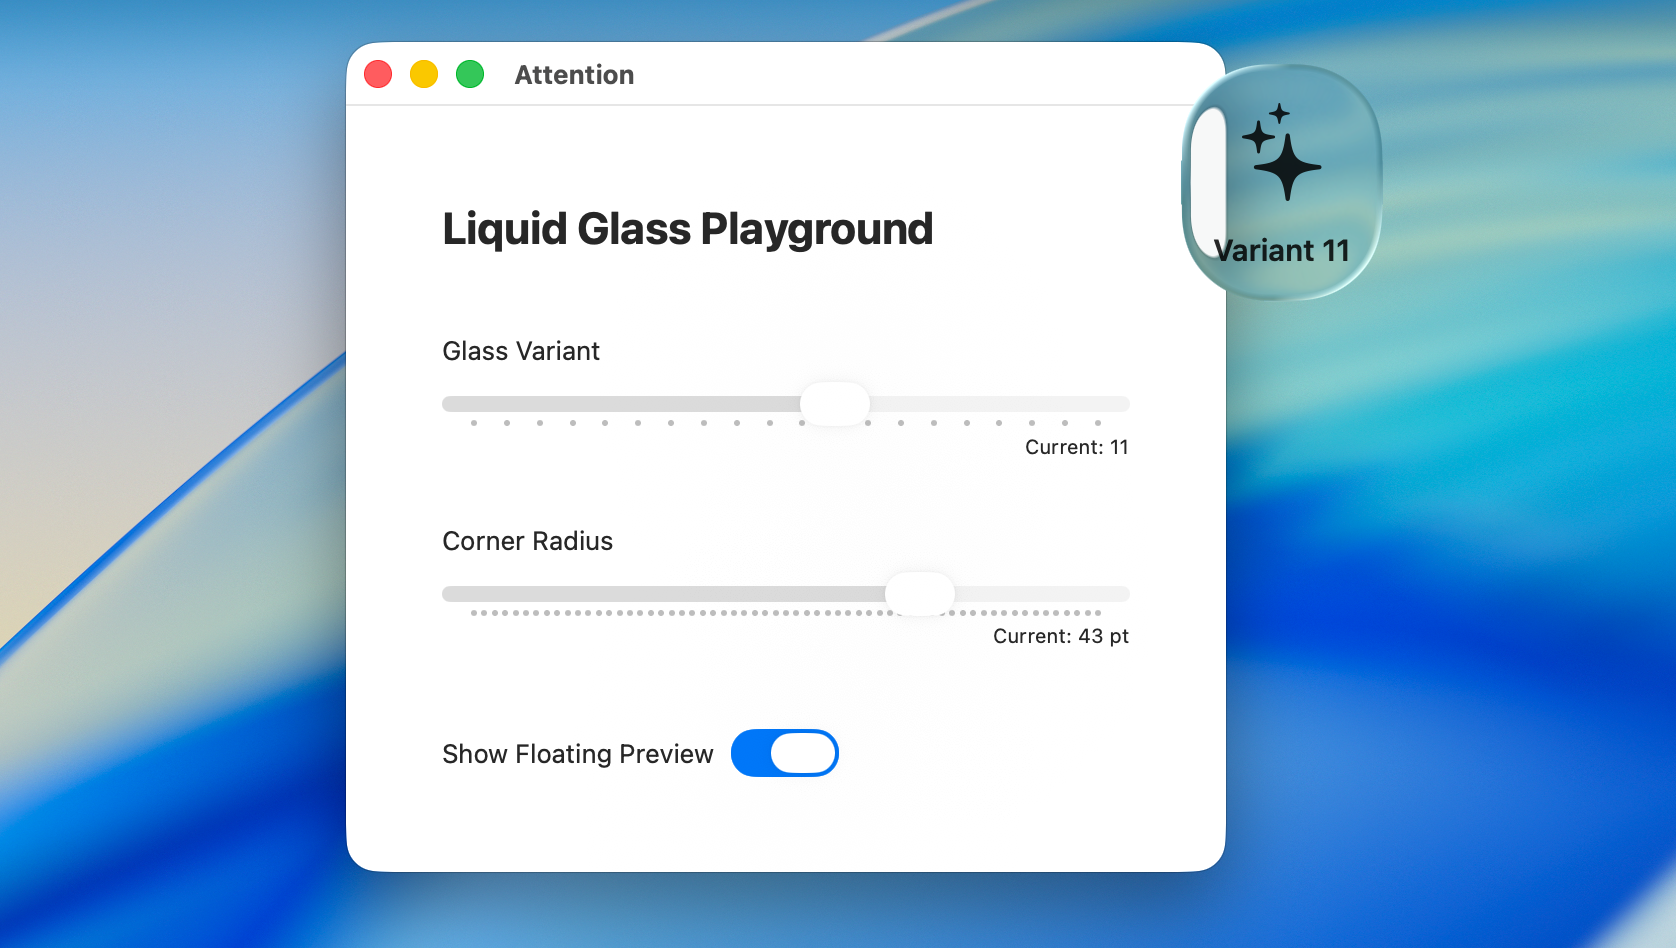 Attention
Variant 11
Liquid Glass Playground
Glass Variant
Current: 11
Corner Radius
Current: 43 pt
Show Floating Preview